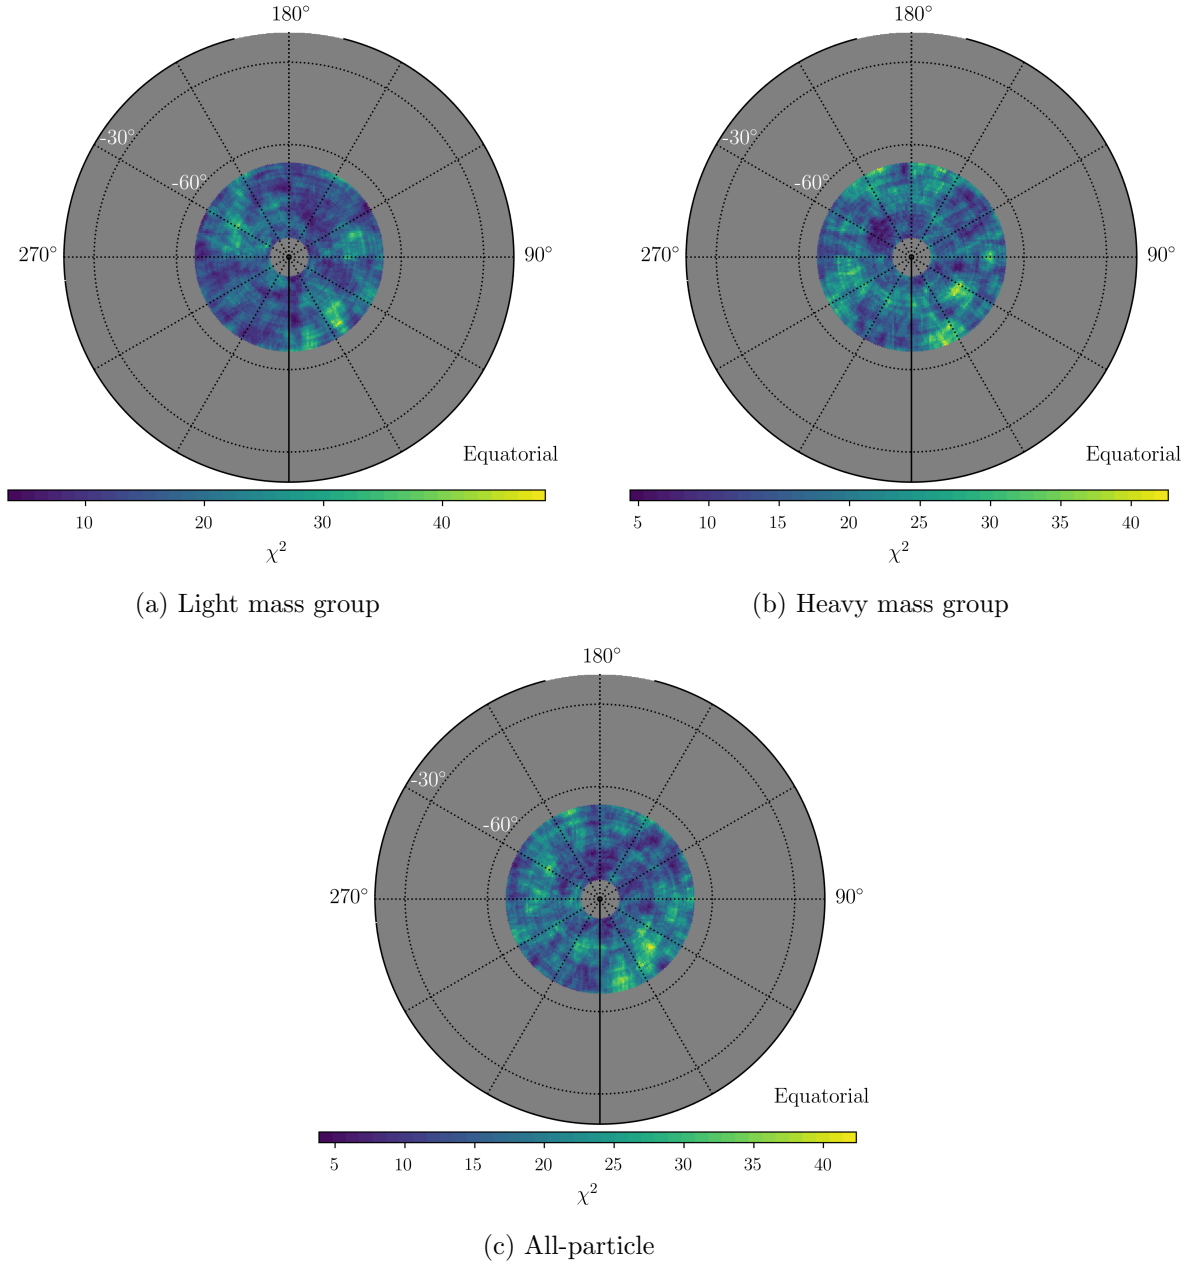 180° 180°
-30° -30°
-60° -60°
270° 90° 270° 90°
Equatorial Equatorial
10 20 30 40 5 10 15 20 25 30 35 40
χ² χ²
(a) Light mass group (b) Heavy mass group
180°
-30°
-60°
270° 90°
Equatorial
5 10 15 20 25 30 35 40
χ²
(c) All-particle